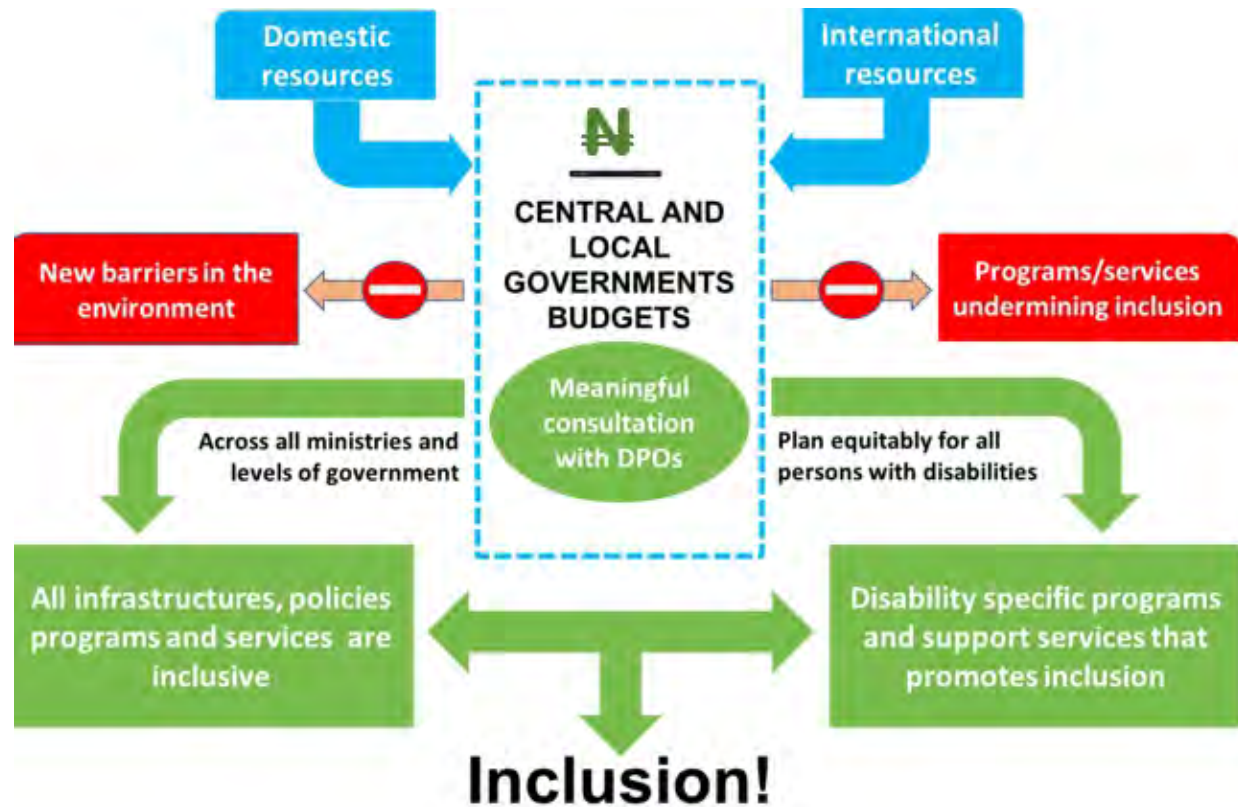 Domestic
resources
International
resources
₦
CENTRAL AND
LOCAL
GOVERNMENTS
BUDGETS
New barriers in the
environment
Programs/services
undermining inclusion
Meaningful
consultation
with DPOs
Across all ministries and
levels of government
Plan equitably for all
persons with disabilities
All infrastructures, policies
programs and services are
inclusive
Disability specific programs
and support services that
promotes inclusion
Inclusion!